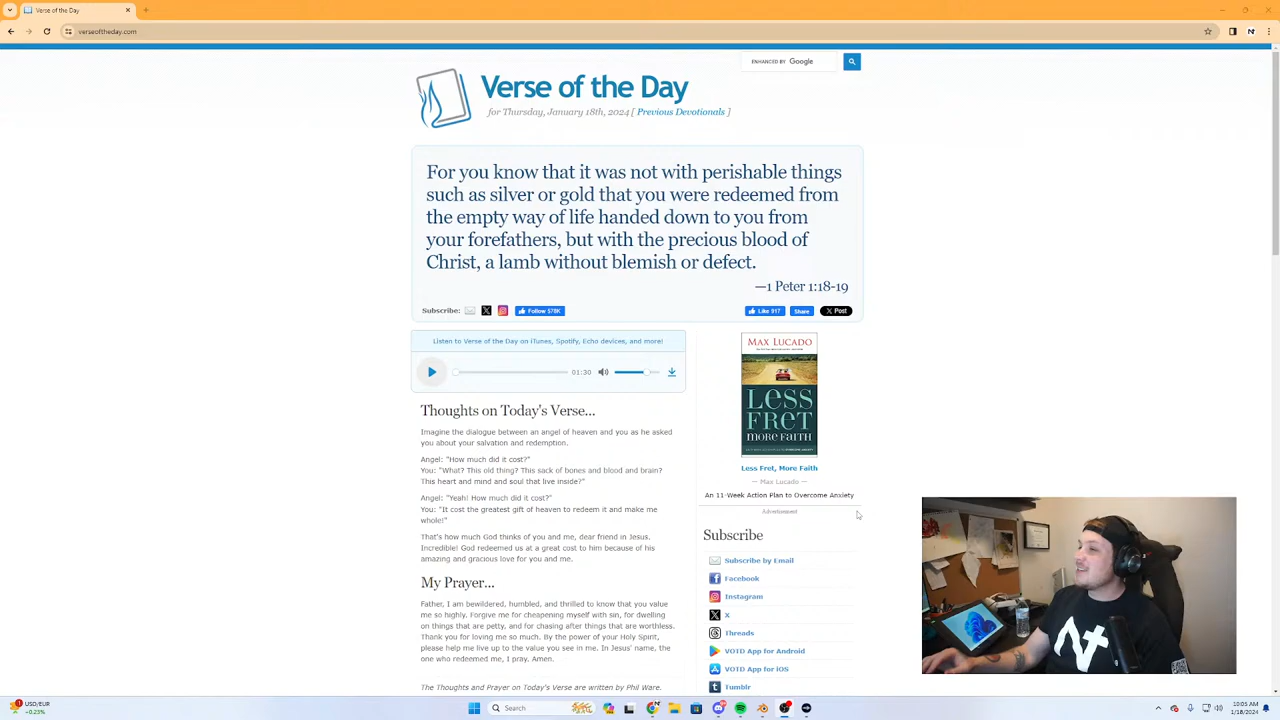 Verse of the Day
verseoftheday.com
ENHANCED BY Google
Verse of the Day
for Thursday, January 18th, 2024 [ Previous Devotionals ]
For you know that it was not with perishable things
such as silver or gold that you were redeemed from
the empty way of life handed down to you from
your forefathers, but with the precious blood of
Christ, a lamb without blemish or defect.
—1 Peter 1:18-19
Subscribe:
Follow 578K
Like 917
Share
X Post
Listen to Verse of the Day on iTunes, Spotify, Echo devices, and more!
01:30
Thoughts on Today's Verse...
Imagine the dialogue between an angel of heaven and you as he asked
you about your salvation and redemption.
Angel: "How much did it cost?"
You: "What? This old thing? This sack of bones and blood and brain?
This heart and mind and soul that live inside?"
Angel: "Yeah! How much did it cost?"
You: "It cost the greatest gift of heaven to redeem it and make me
whole!"
That's how much God thinks of you and me, dear friend in Jesus.
Incredible! God redeemed us at a great cost to him because of his
amazing and gracious love for you and me.
My Prayer...
Father, I am bewildered, humbled, and thrilled to know that you value
me so highly. Forgive me for cheapening myself with sin, for dwelling
on things that are petty, and for chasing after things that are worthless.
Thank you for loving me so much. By the power of your Holy Spirit,
please help me live up to the value you see in me. In Jesus' name, the
one who redeemed me, I pray. Amen.
The Thoughts and Prayer on Today's Verse are written by Phil Ware.
MAX LUCADO
LESS
FRET
MORE FAITH
Less Fret, More Faith
— Max Lucado —
An 11-Week Action Plan to Overcome Anxiety
Advertisement
Subscribe
Subscribe by Email
Facebook
Instagram
X
Threads
VOTD App for Android
VOTD App for iOS
Tumblr
USD/EUR
+0.23%
Search
10:05 AM
1/18/2024